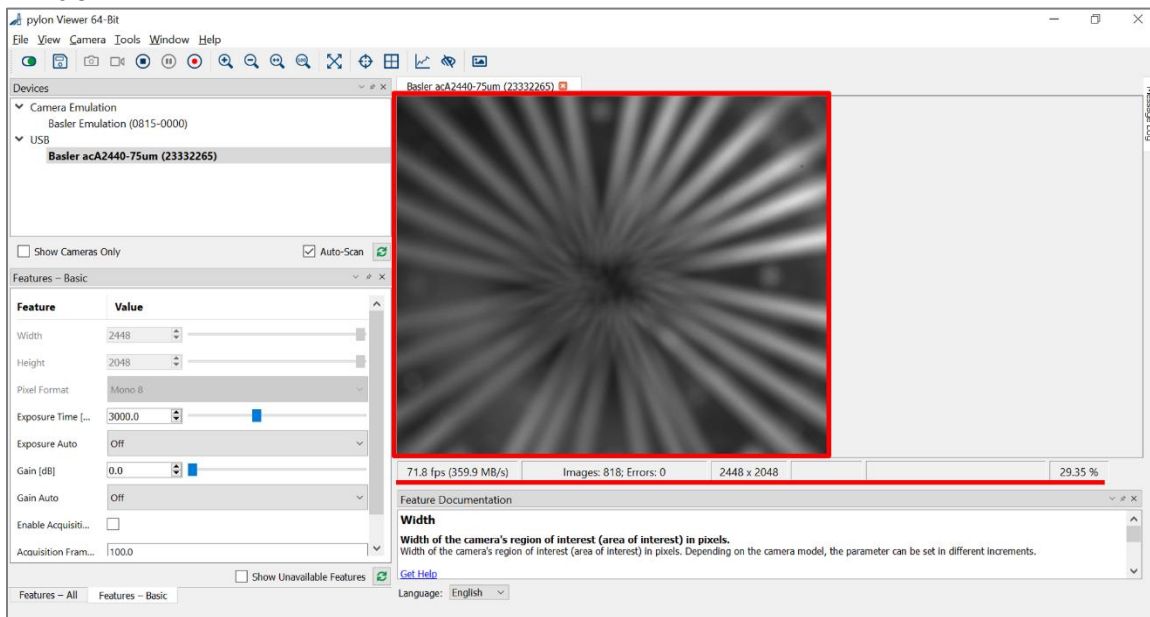 pylon Viewer 64-Bit
File View Camera Tools Window Help
Devices
Camera Emulation
Basler Emulation (0815-0000)
USB
Basler acA2440-75um (23332265)
Show Cameras Only
Auto-Scan
Features – Basic
Feature Value
Width 2448
Height 2048
Pixel Format Mono 8
Exposure Time [... 3000.0
Exposure Auto Off
Gain [dB] 0.0
Gain Auto Off
Enable Acquisiti...
Acquisition Fram... 100.0
Show Unavailable Features
Features – All Features – Basic
Basler acA2440-75um (23332265)
Message Log
71.8 fps (359.9 MB/s) Images: 818; Errors: 0 2448 x 2048 29.35 %
Feature Documentation
Width
Width of the camera's region of interest (area of interest) in pixels.
Width of the camera's region of interest (area of interest) in pixels. Depending on the camera model, the parameter can be set in different increments.
Get Help
Language: English